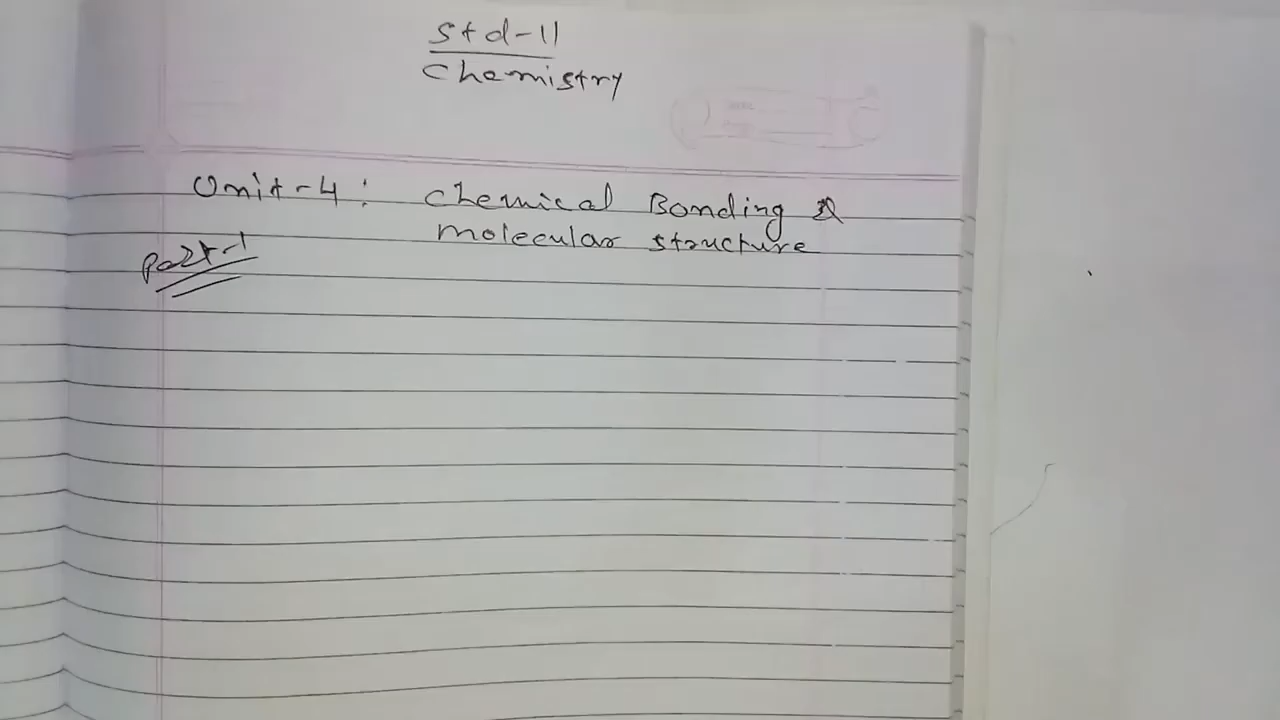 Std-11
Chemistry
Unit-4: Chemical Bonding &
molecular structure
Part-1